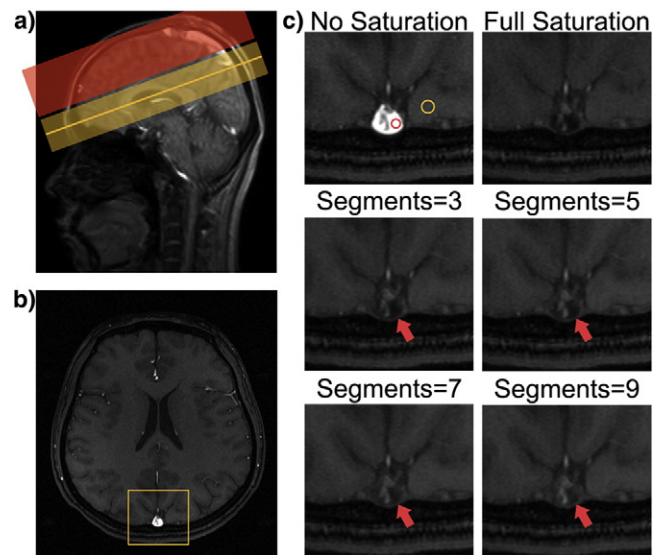 a)
c)
No Saturation
Full Saturation
Segments=3
Segments=5
b)
Segments=7
Segments=9